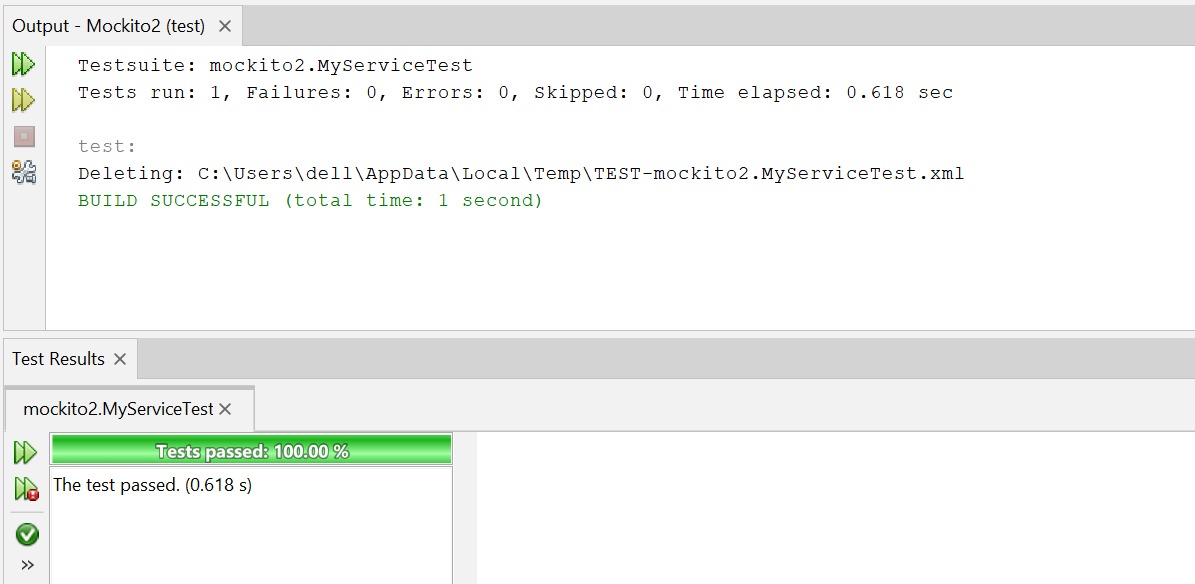 Output - Mockito2 (test) ×
Testsuite: mockito2.MyServiceTest
Tests run: 1, Failures: 0, Errors: 0, Skipped: 0, Time elapsed: 0.618 sec
test:
Deleting: C:\Users\dell\AppData\Local\Temp\TEST-mockito2.MyServiceTest.xml
BUILD SUCCESSFUL (total time: 1 second)
Test Results ×
mockito2.MyServiceTest ×
Tests passed: 100.00 %
The test passed. (0.618 s)
»